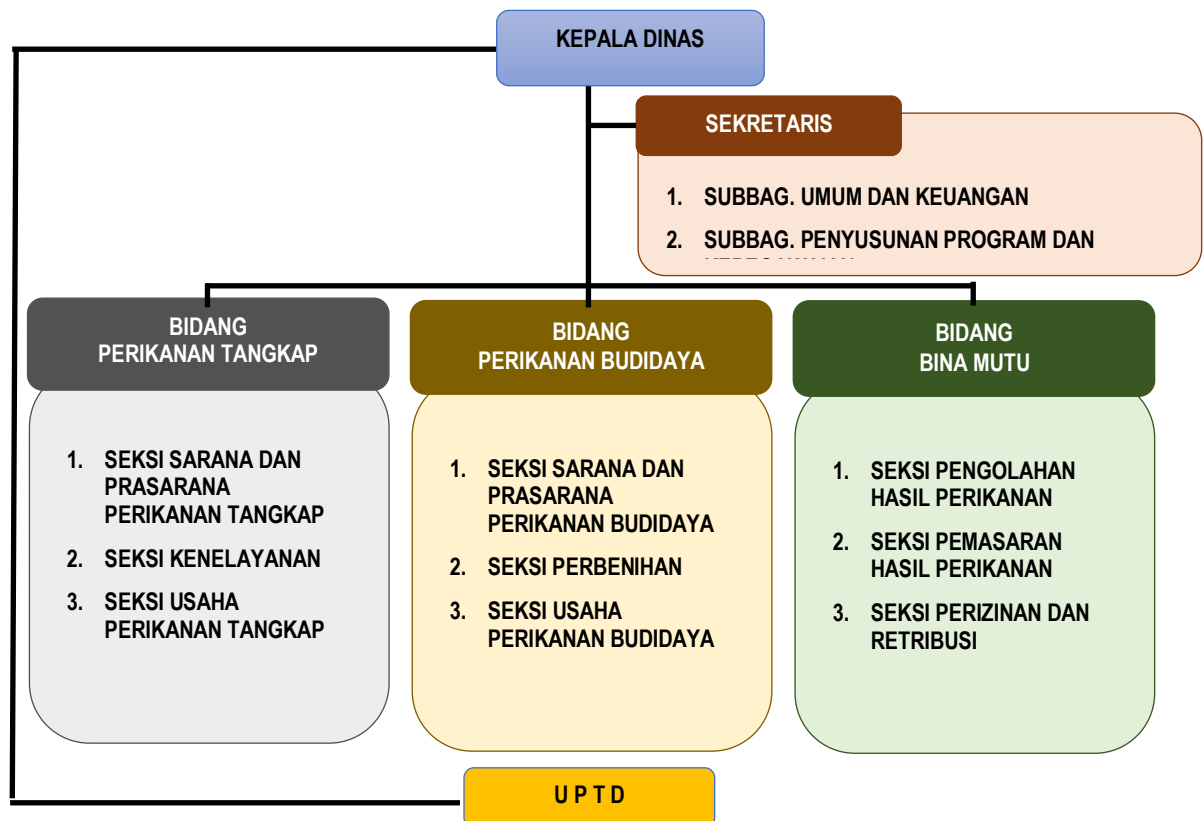 KEPALA DINAS
SEKRETARIS
1. SUBBAG. UMUM DAN KEUANGAN
2. SUBBAG. PENYUSUNAN PROGRAM DAN
BIDANG
PERIKANAN TANGKAP
1. SEKSI SARANA DAN
PRASARANA
PERIKANAN TANGKAP
2. SEKSI KENELAYANAN
3. SEKSI USAHA
PERIKANAN TANGKAP
BIDANG
PERIKANAN BUDIDAYA
1. SEKSI SARANA DAN
PRASARANA
PERIKANAN BUDIDAYA
2. SEKSI PERBENIHAN
3. SEKSI USAHA
PERIKANAN BUDIDAYA
BIDANG
BINA MUTU
1. SEKSI PENGOLAHAN
HASIL PERIKANAN
2. SEKSI PEMASARAN
HASIL PERIKANAN
3. SEKSI PERIZINAN DAN
RETRIBUSI
U P T D